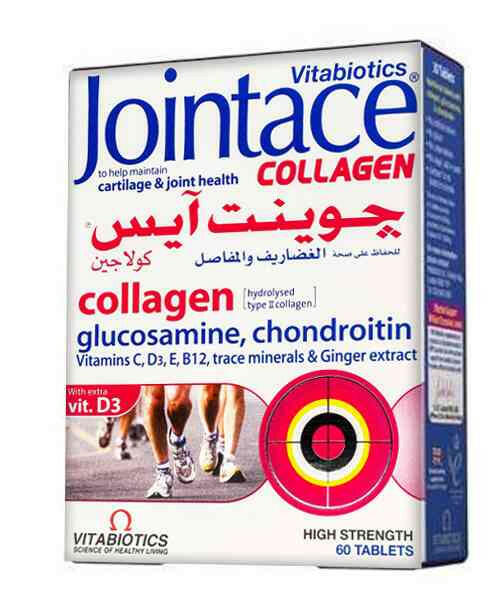 Vitabiotics
Jointace®
to help maintain
cartilage & joint health
COLLAGEN
چوينت آيس®
كولاجين
للحفاظ على صحة الغضاريف والمفاصل
collagen [hydrolysed type II collagen]
glucosamine, chondroitin
Vitamins C, D3, E, B12, trace minerals & Ginger extract
With extra
vit. D3
VITABIOTICS
SCIENCE OF HEALTHY LIVING
HIGH STRENGTH
60 TABLETS